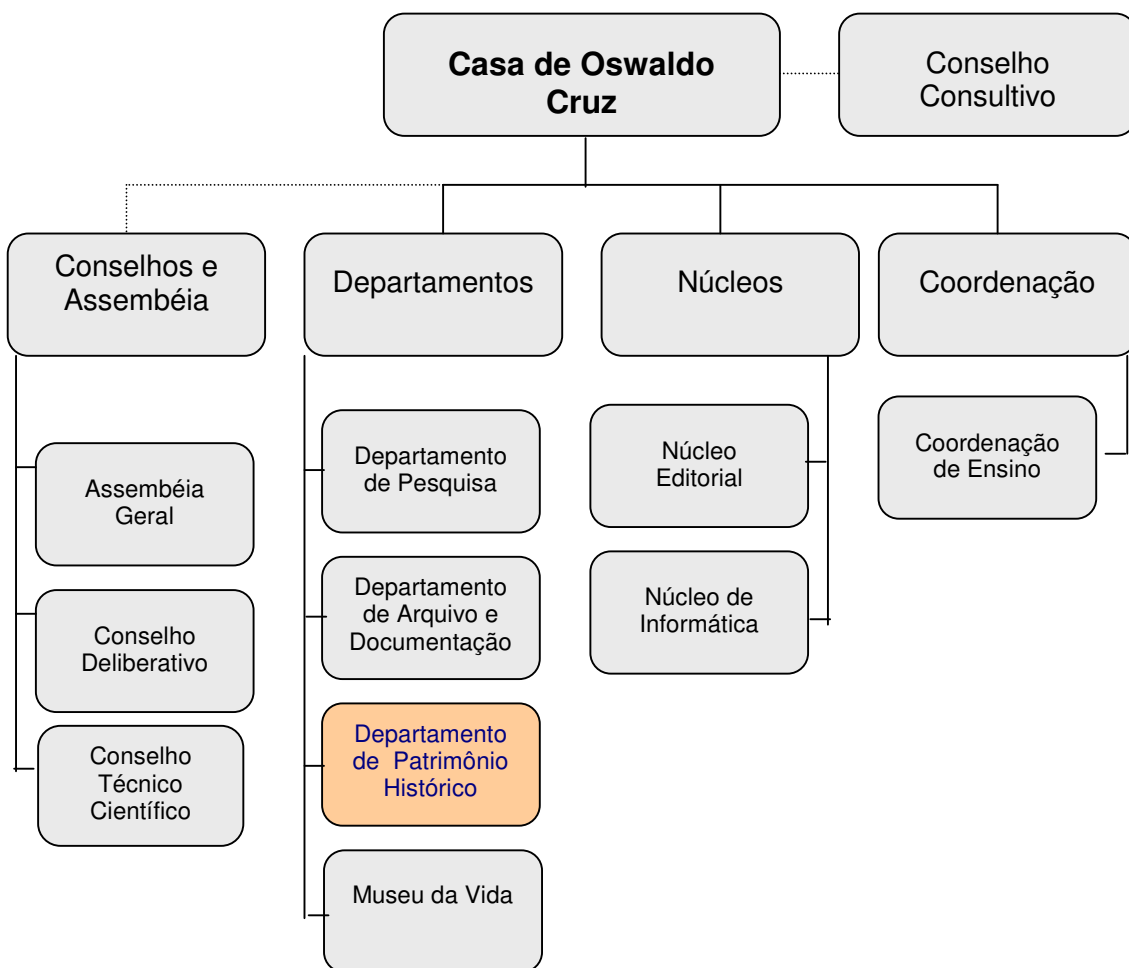 Casa de Oswaldo
Cruz
Conselho
Consultivo
Conselhos e
Assembéia
Departamentos
Núcleos
Coordenação
Assembéia
Geral
Conselho
Deliberativo
Conselho
Técnico
Científico
Departamento
de Pesquisa
Departamento
de Arquivo e
Documentação
Departamento
de Patrimônio
Histórico
Museu da Vida
Núcleo
Editorial
Núcleo de
Informática
Coordenação
de Ensino